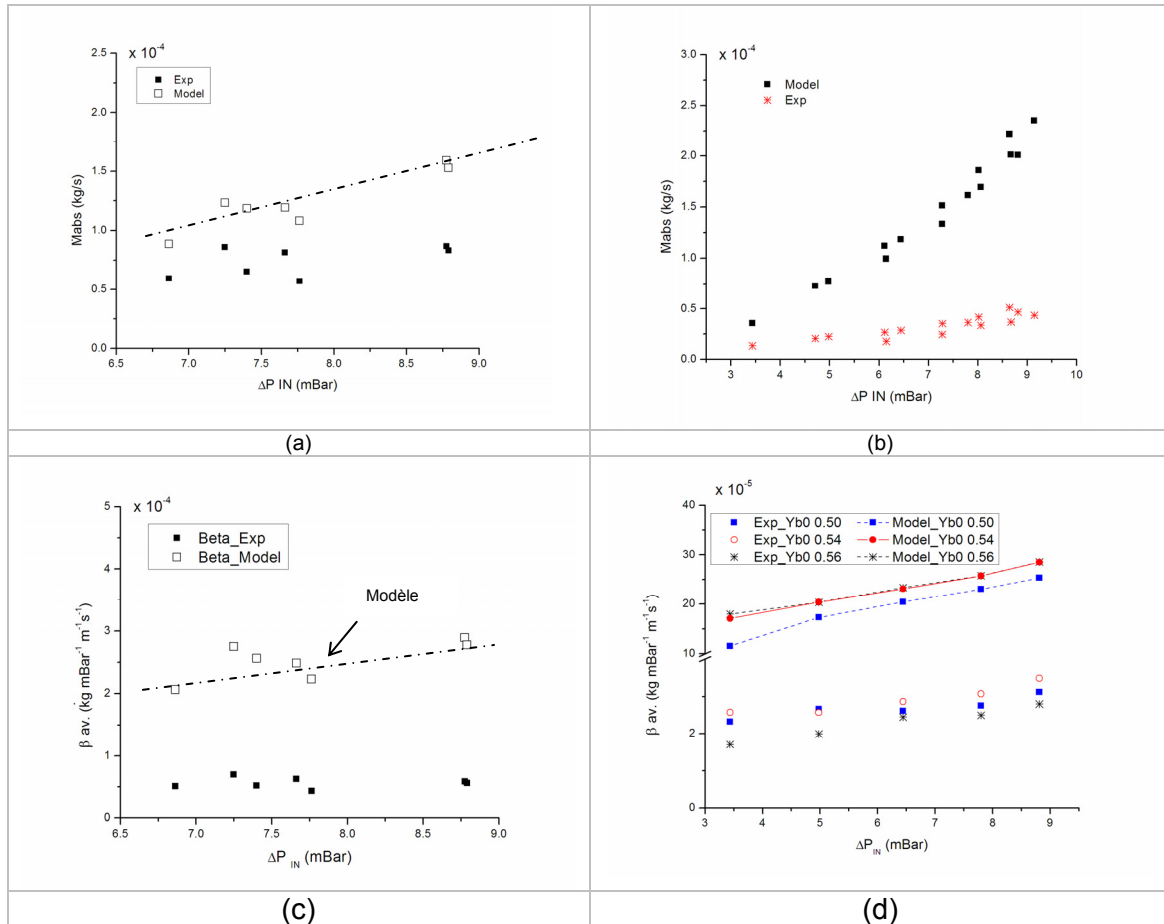 x 10⁻⁴
2.5
2.0
1.5
1.0
0.5
0.0
Ṁabs (kg/s)
Exp
Model
6.5 7.0 7.5 8.0 8.5 9.0
ΔP IN (mBar)
(a)
x 10⁻⁴
3.0
2.5
2.0
1.5
1.0
0.5
0.0
Ṁabs (kg/s)
Model
Exp
3 4 5 6 7 8 9 10
ΔP IN (mBar)
(b)
x 10⁻⁴
5
4
3
2
1
0
β av. (kg mBar⁻¹ m⁻¹s⁻¹)
Beta_Exp
Beta_Model
Modèle
6.5 7.0 7.5 8.0 8.5 9.0
ΔP IN (mBar)
(c)
x 10⁻⁵
40
30
20
10
2
0
β av. (kg mBar⁻¹ m⁻¹s⁻¹)
Exp_Yb0 0.50 Model_Yb0 0.50
Exp_Yb0 0.54 Model_Yb0 0.54
Exp_Yb0 0.56 Model_Yb0 0.56
3 4 5 6 7 8 9
ΔP IN (mBar)
(d)